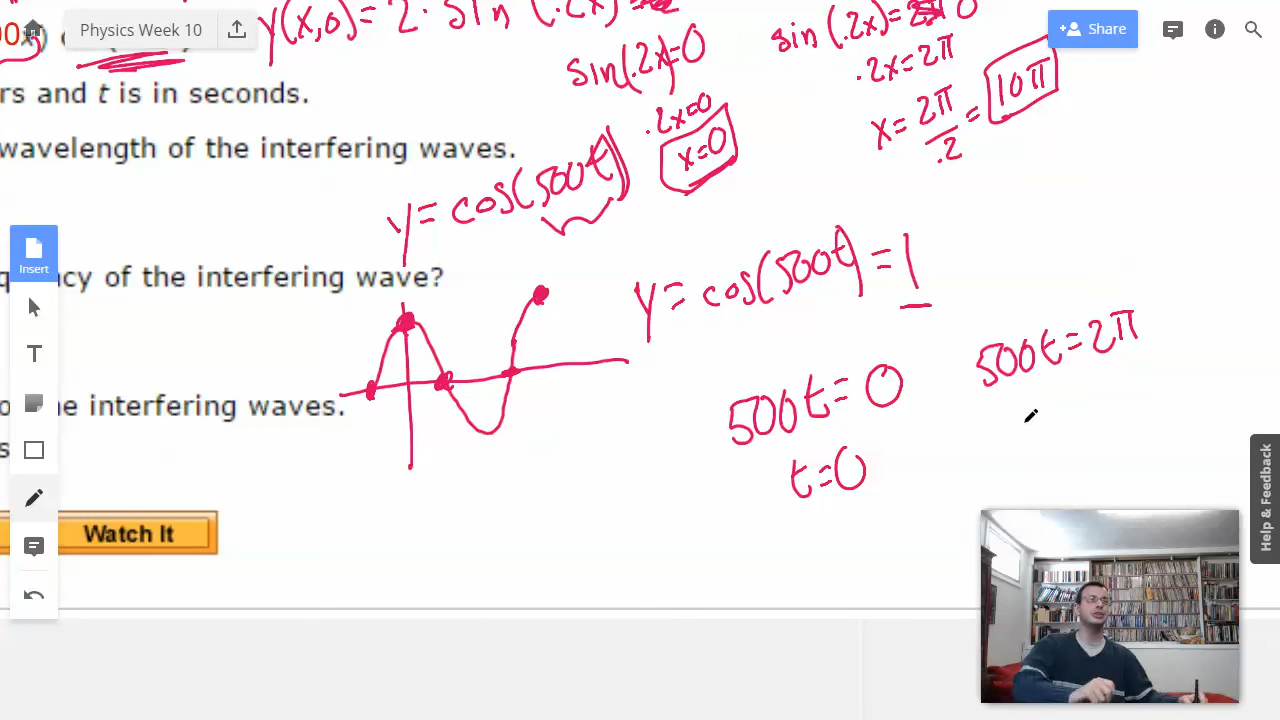 Physics Week 10
Share
y(x,0) = 2 · sin (.2x) =
sin(.2x)=0
.2x=0
x=0
sin (.2x)= 0
.2x=2π
x= 2π/.2 = 10π
rs and t is in seconds.
wavelength of the interfering waves.
y= cos(500t)
Insert
quency of the interfering wave?
y= cos(500t) = 1
500t= 0
t=0
500t=2π
o the interfering waves.
s
Watch It
Help & Feedback